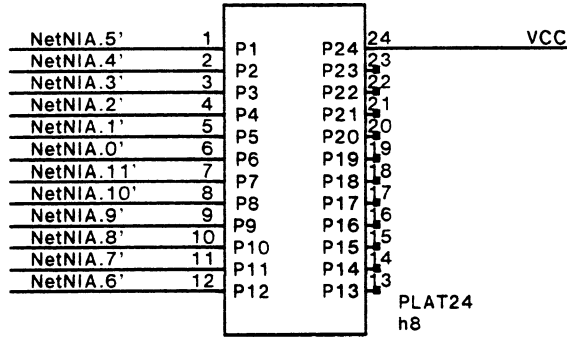 NetNIA.5' 1 P1 P24 24 VCC
NetNIA.4' 2 P2 P23 23
NetNIA.3' 3 P3 P22 22
NetNIA.2' 4 P4 P21 21
NetNIA.1' 5 P5 P20 20
NetNIA.0' 6 P6 P19 19
NetNIA.11' 7 P7 P18 18
NetNIA.10' 8 P8 P17 17
NetNIA.9' 9 P9 P16 16
NetNIA.8' 10 P10 P15 15
NetNIA.7' 11 P11 P14 14
NetNIA.6' 12 P12 P13 13
PLAT24
h8